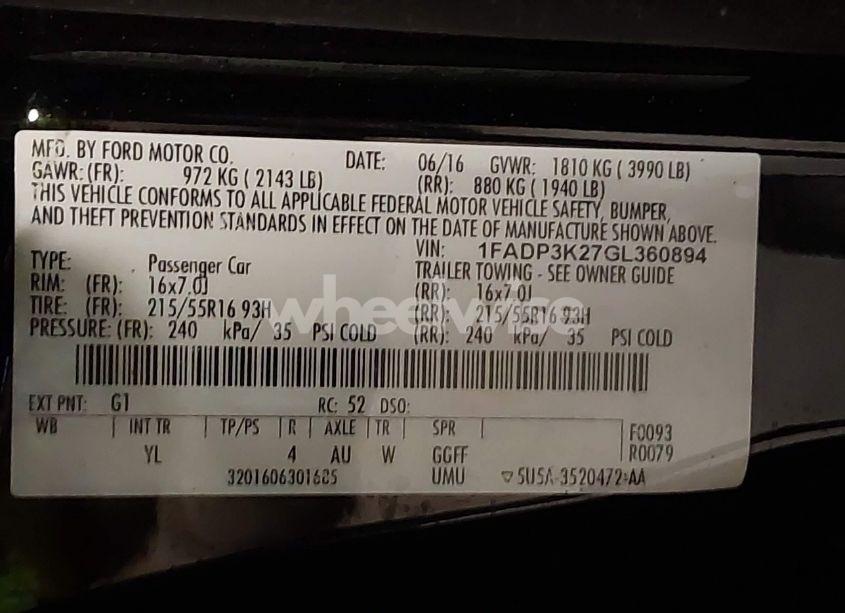 MFD. BY FORD MOTOR CO. DATE: 06/16 GVWR: 1810 KG ( 3990 LB)
GAWR:(FR): 972 KG ( 2143 LB) (RR): 880 KG ( 1940 LB)
THIS VEHICLE CONFORMS TO ALL APPLICABLE FEDERAL MOTOR VEHICLE SAFETY, BUMPER,
AND THEFT PREVENTION STANDARDS IN EFFECT ON THE DATE OF MANUFACTURE SHOWN ABOVE.
VIN: 1FADP3K27GL360894
TYPE: Passenger Car TRAILER TOWING - SEE OWNER GUIDE
RIM: (FR): 16x7.0J (RR): 16x7.0J
TIRE: (FR): 215/55R16 93H (RR): 215/55R16 93H
PRESSURE: (FR): 240 kPa/ 35 PSI COLD (RR): 240 kPa/ 35 PSI COLD
wheelwise
EXT PNT: G1 RC: 52 DSO:
WB | INT TR | TP/PS | R | AXLE | TR | SPR F0093
YL 4 AU W GGFF R0079
3201606301685 UMU ▽ 5U5A-3520472-AA